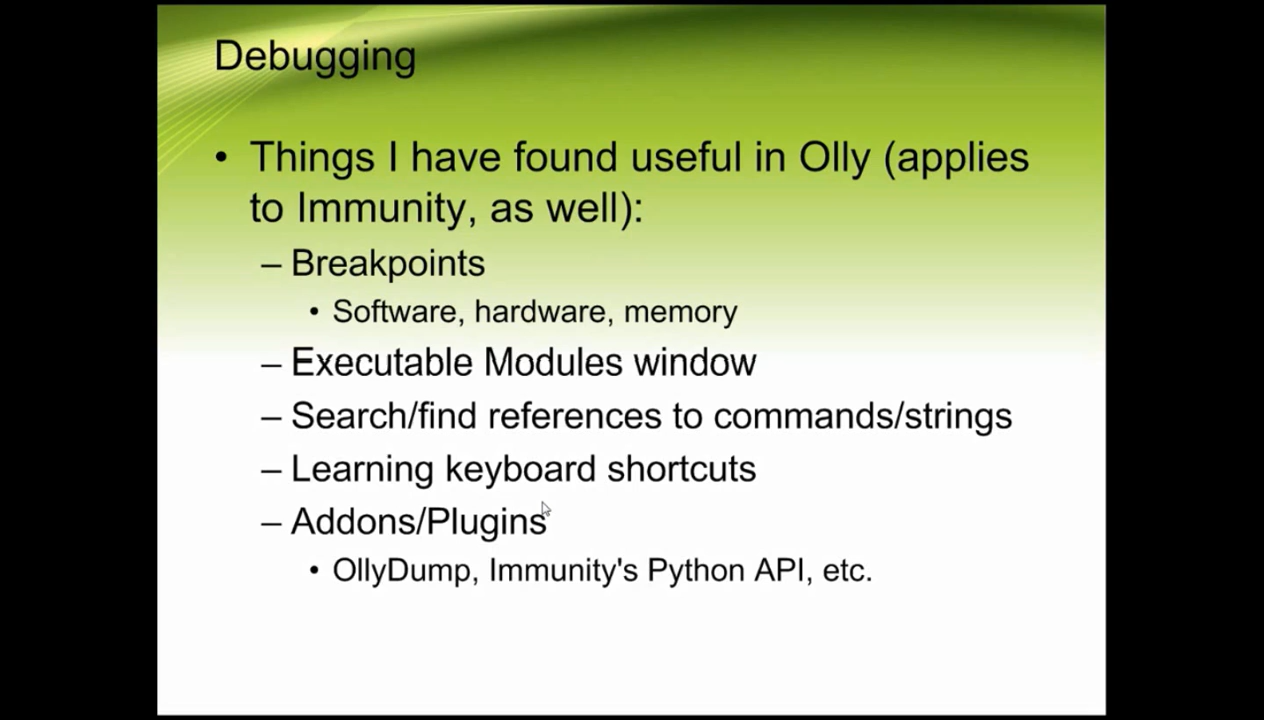 Debugging
• Things I have found useful in Olly (applies
to Immunity, as well):
– Breakpoints
• Software, hardware, memory
– Executable Modules window
– Search/find references to commands/strings
– Learning keyboard shortcuts
– Addons/Plugins
• OllyDump, Immunity's Python API, etc.